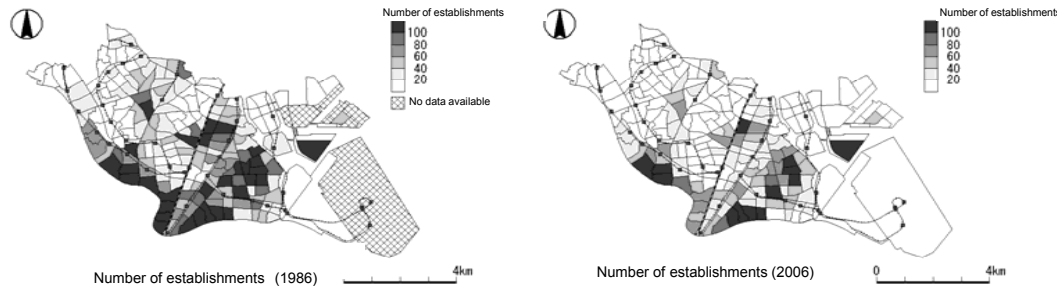 Number of establishments
100
80
60
40
20
No data available
Number of establishments (1986)
4km
Number of establishments
100
80
60
40
20
Number of establishments (2006)
0
4km